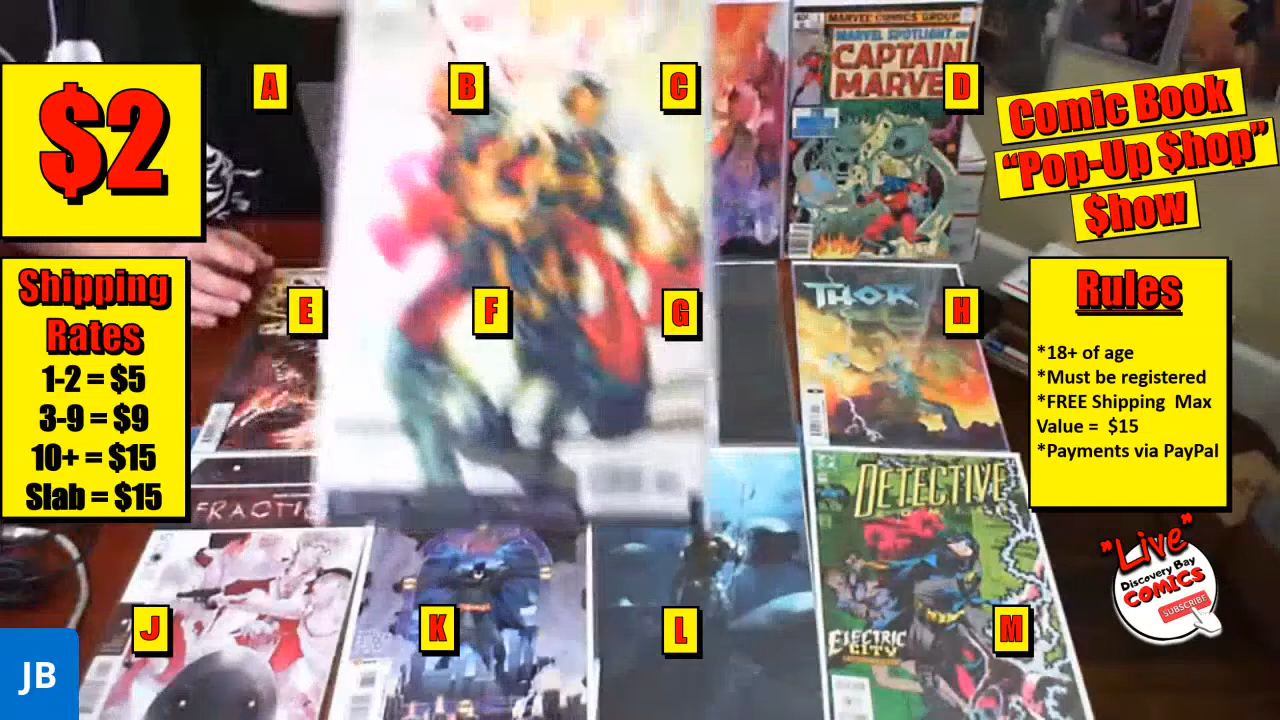 $2
A
B
C
D
MARVEL COMICS GROUP
MARVEL SPOTLIGHT ON
CAPTAIN
MARVEL
Comic Book
"Pop-Up $hop"
$how
Shipping
Rates
1-2 = $5
3-9 = $9
10+ = $15
Slab = $15
E
F
G
H
THOR
Rules
*18+ of age
*Must be registered
*FREE Shipping Max
Value = $15
*Payments via PayPal
FRACTI
DETECTIVE
ELECTRIC
CITY
"Live"
Discovery Bay
COMICS
SUBSCRIBE
J
K
L
M
JB